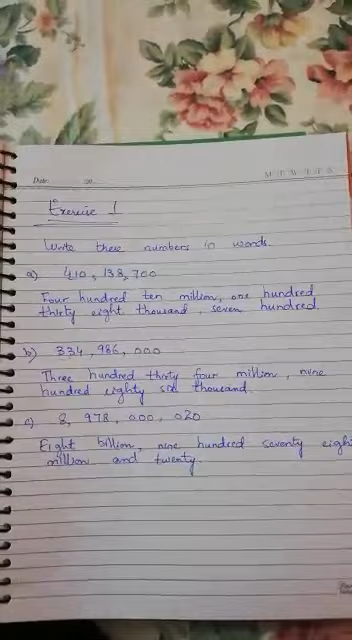 Date: 20
M T W T F S
Exercise 1
Write these numbers in words.
a) 410, 138, 700
Four hundred ten million, one hundred
thirty eight thousand, seven hundred.
b) 334, 986, 000
Three hundred thirty four million, nine
hundred eighty six thousand.
c) 8, 978, 000, 020
Eight billion, nine hundred seventy eight
million and twenty.